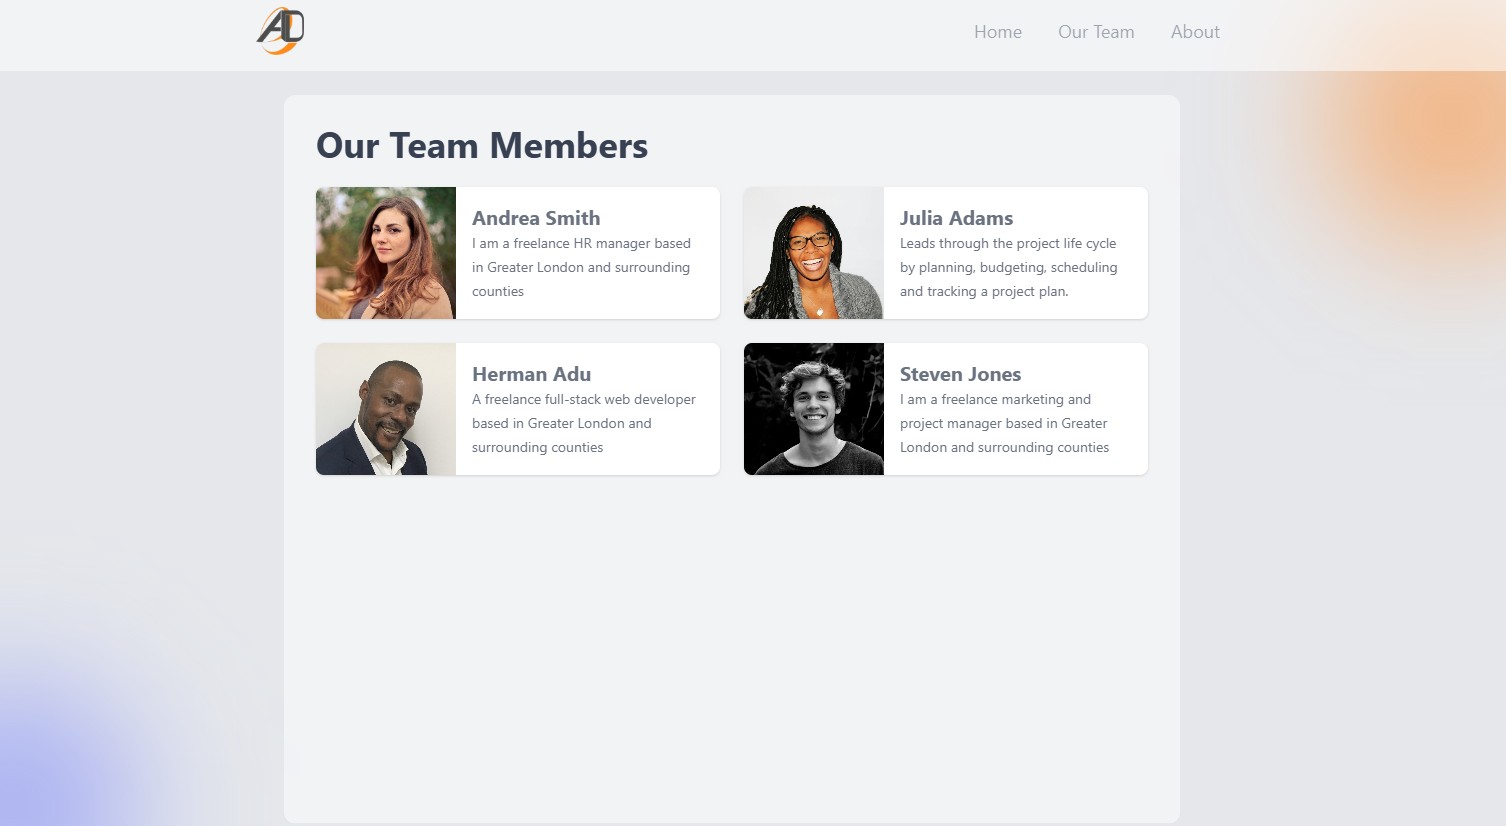 AD
Home Our Team About
Our Team Members
Andrea Smith
I am a freelance HR manager based
in Greater London and surrounding
counties
Julia Adams
Leads through the project life cycle
by planning, budgeting, scheduling
and tracking a project plan.
Herman Adu
A freelance full-stack web developer
based in Greater London and
surrounding counties
Steven Jones
I am a freelance marketing and
project manager based in Greater
London and surrounding counties